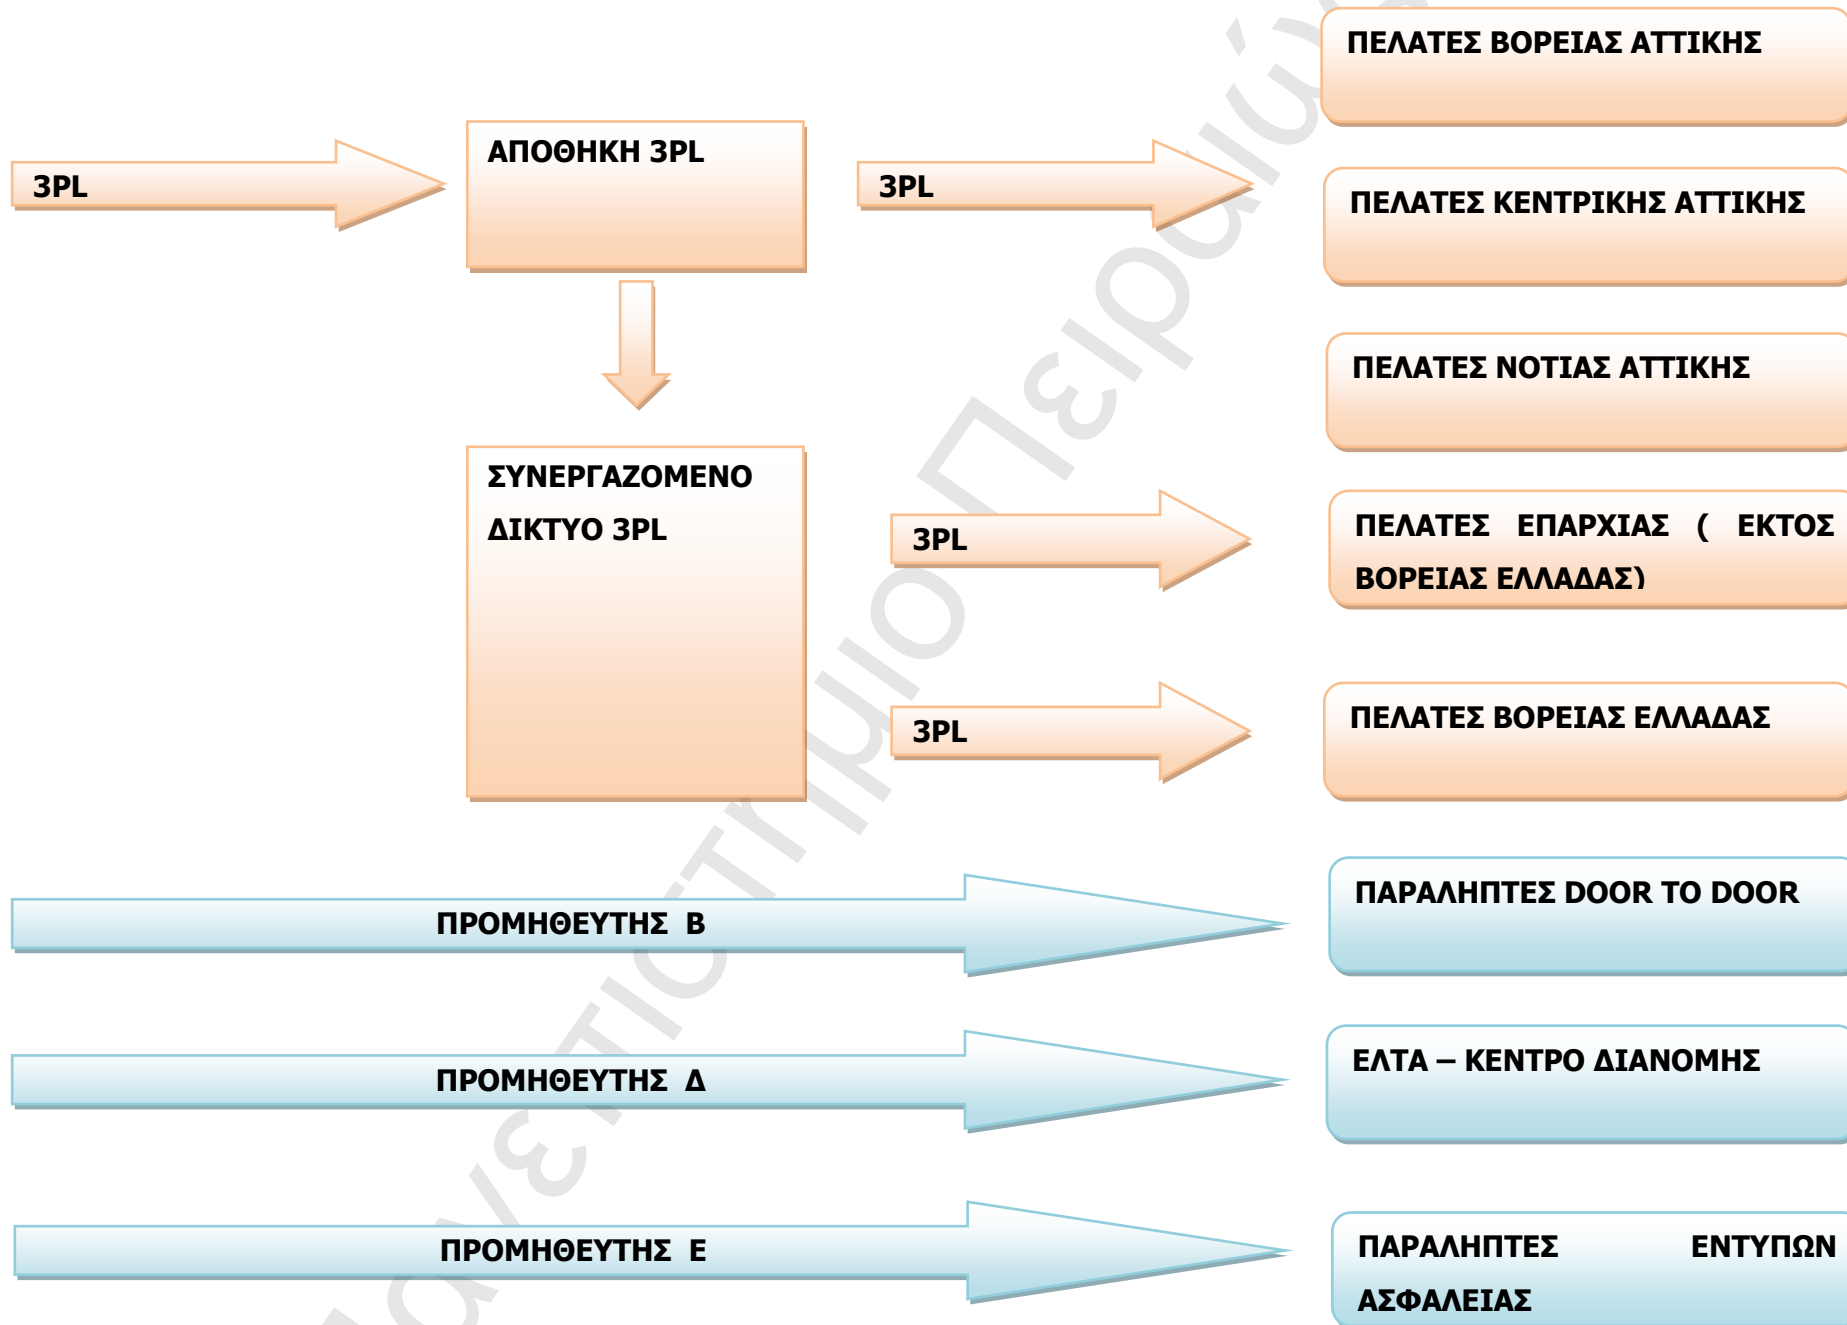 ΠΕΛΑΤΕΣ ΒΟΡΕΙΑΣ ΑΤΤΙΚΗΣ
3PL
ΑΠΟΘΗΚΗ 3PL
3PL
ΠΕΛΑΤΕΣ ΚΕΝΤΡΙΚΗΣ ΑΤΤΙΚΗΣ
ΠΕΛΑΤΕΣ ΝΟΤΙΑΣ ΑΤΤΙΚΗΣ
ΣΥΝΕΡΓΑΖΟΜΕΝΟ
ΔΙΚΤΥΟ 3PL
3PL
ΠΕΛΑΤΕΣ ΕΠΑΡΧΙΑΣ ( ΕΚΤΟΣ
ΒΟΡΕΙΑΣ ΕΛΛΑΔΑΣ)
3PL
ΠΕΛΑΤΕΣ ΒΟΡΕΙΑΣ ΕΛΛΑΔΑΣ
ΠΡΟΜΗΘΕΥΤΗΣ Β
ΠΑΡΑΛΗΠΤΕΣ DOOR TO DOOR
ΠΡΟΜΗΘΕΥΤΗΣ Δ
ΕΛΤΑ – ΚΕΝΤΡΟ ΔΙΑΝΟΜΗΣ
ΠΡΟΜΗΘΕΥΤΗΣ Ε
ΠΑΡΑΛΗΠΤΕΣ ΕΝΤΥΠΩΝ
ΑΣΦΑΛΕΙΑΣ
Πανεπιστήμιο Πειραιώς